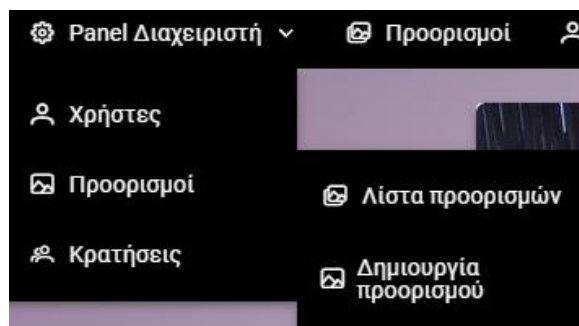 Panel Διαχειριστή
Προορισμοί
Χρήστες
Προορισμοί
Κρατήσεις
Λίστα προορισμών
Δημιουργία
προορισμού